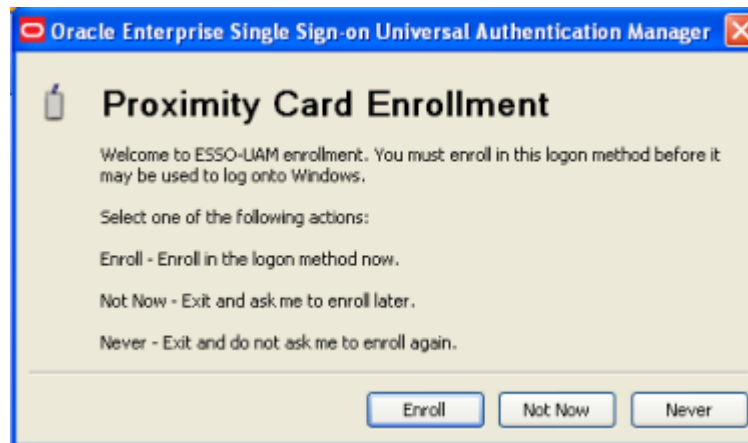 Oracle Enterprise Single Sign-on Universal Authentication Manager
Proximity Card Enrollment
Welcome to ESSO-UAM enrollment. You must enroll in this logon method before it
may be used to log onto Windows.
Select one of the following actions:
Enroll - Enroll in the logon method now.
Not Now - Exit and ask me to enroll later.
Never - Exit and do not ask me to enroll again.
Enroll Not Now Never